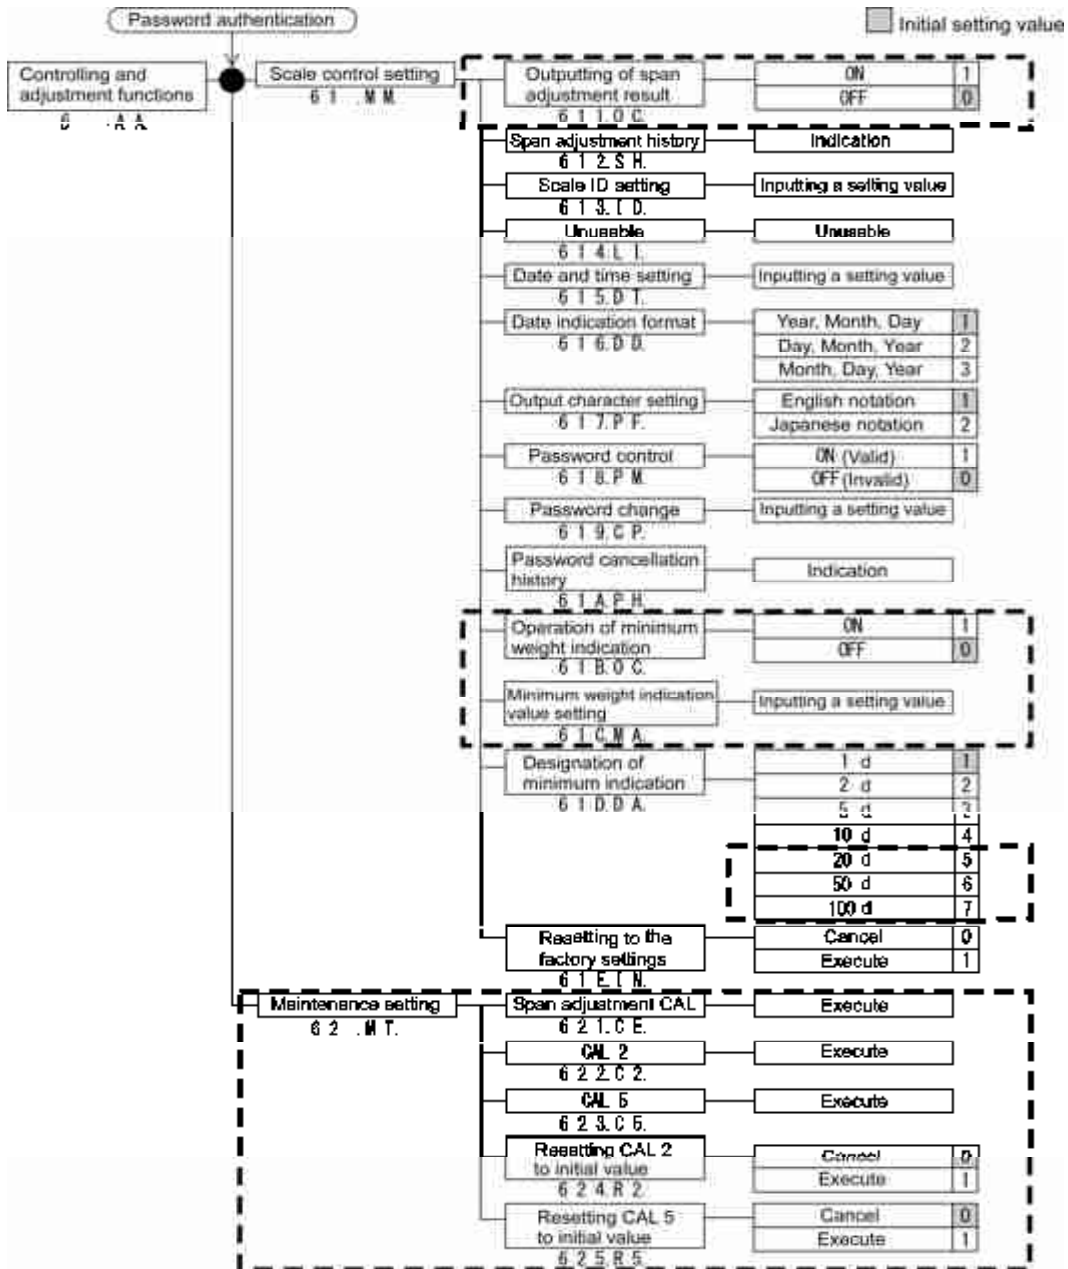 Password authentication
Initial setting value
Controlling and
adjustment functions
Scale control setting
6 1 .M M.
Outputting of span
adjustment result
6 1 1.O C.
ON 1
OFF 0
Span adjustment history
6 1 2.S H.
Indication
Scale ID setting
6 1 3.I D.
Inputting a setting value
Unusable
6 1 4.L I.
Unusable
Date and time setting
6 1 5.D T.
Inputting a setting value
Date indication format
6 1 6.D D.
Year, Month, Day 1
Day, Month, Year 2
Month, Day, Year 3
Output character setting
6 1 7.P F.
English notation 1
Japanese notation 2
Password control
6 1 8.P M.
ON (Valid) 1
OFF (Invalid) 0
Password change
6 1 9.C P.
Inputting a setting value
Password cancellation
history
6 1 A.P H.
Indication
Operation of minimum
weight indication
6 1 B.O C.
ON 1
OFF 0
Minimum weight indication
value setting
6 1 C.M A.
Inputting a setting value
Designation of
minimum indication
6 1 D.D A.
1 d 1
2 d 2
5 d 3
10 d 4
20 d 5
50 d 6
100 d 7
Resetting to the
factory settings
6 1 E.I N.
Cancel 0
Execute 1
Maintenance setting
6 2 .M T.
Span adjustment CAL
6 2 1.C E.
Execute
CAL 2
6 2 2.C 2.
Execute
CAL 5
6 2 3.C 5.
Execute
Resetting CAL 2
to initial value
6 2 4.R 2.
Cancel 0
Execute 1
Resetting CAL 5
to initial value
6 2 5.R 5.
Cancel 0
Execute 1